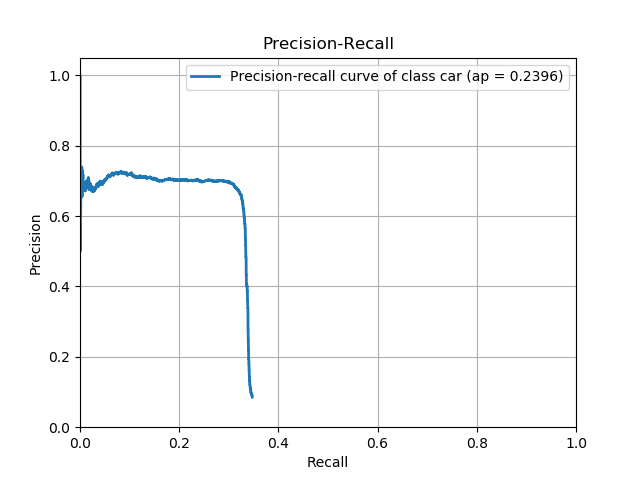 Precision-Recall
Precision-recall curve of class car (ap = 0.2396)
1.0
0.8
0.6
0.4
0.2
0.0
Precision
0.0 0.2 0.4 0.6 0.8 1.0
Recall